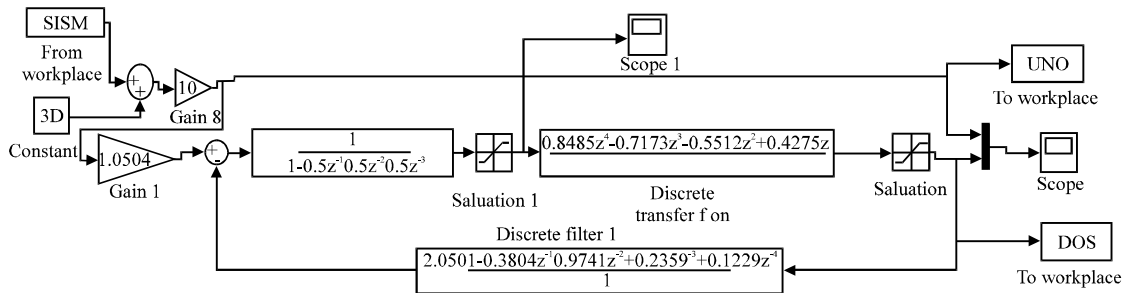 SISM
From
workplace
+
+
10
Gain 8
3D
Constant
1.0504
Gain 1
-
1
1-0.5z⁻¹0.5z⁻²0.5z⁻³
Saluation 1
Scope 1
0.8485z⁴-0.7173z³-0.5512z²+0.4275z
Discrete
transfer f on
Saluation
UNO
To workplace
Scope
DOS
To workplace
Discrete filter 1
2.0501-0.3804z⁻¹0.9741z⁻²+0.2359⁻³+0.1229z⁻⁴
1